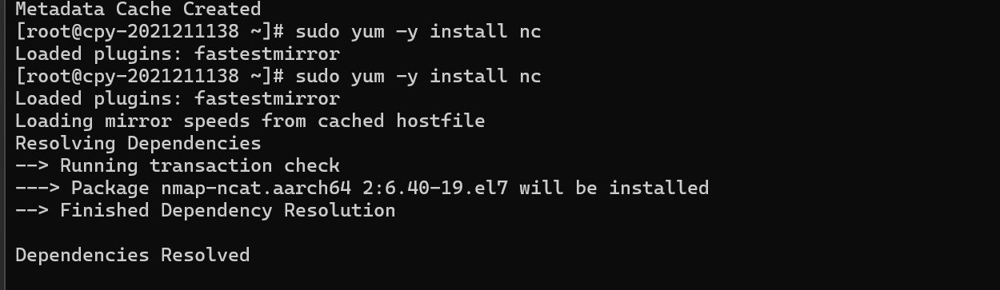 Metadata Cache Created
[root@cpy-2021211138 ~]# sudo yum -y install nc
Loaded plugins: fastestmirror
[root@cpy-2021211138 ~]# sudo yum -y install nc
Loaded plugins: fastestmirror
Loading mirror speeds from cached hostfile
Resolving Dependencies
--> Running transaction check
---> Package nmap-ncat.aarch64 2:6.40-19.el7 will be installed
--> Finished Dependency Resolution
Dependencies Resolved